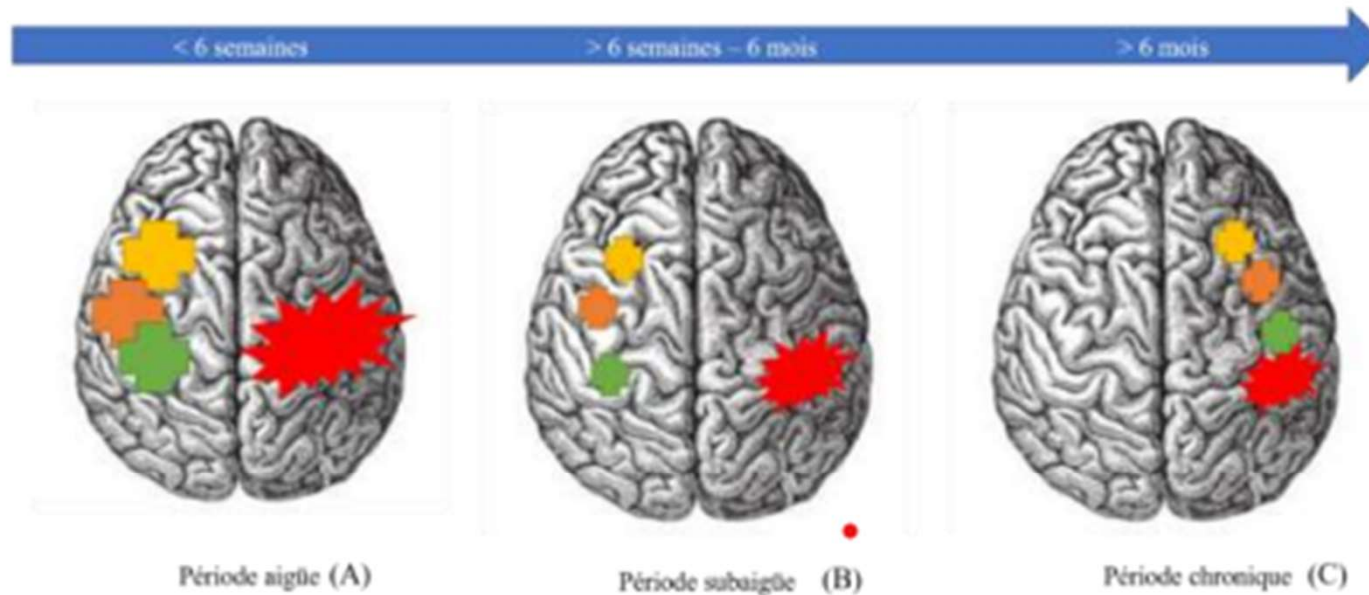 < 6 semaines
> 6 semaines – 6 mois
> 6 mois
Période aigüe (A)
Période subaigüe (B)
Période chronique (C)